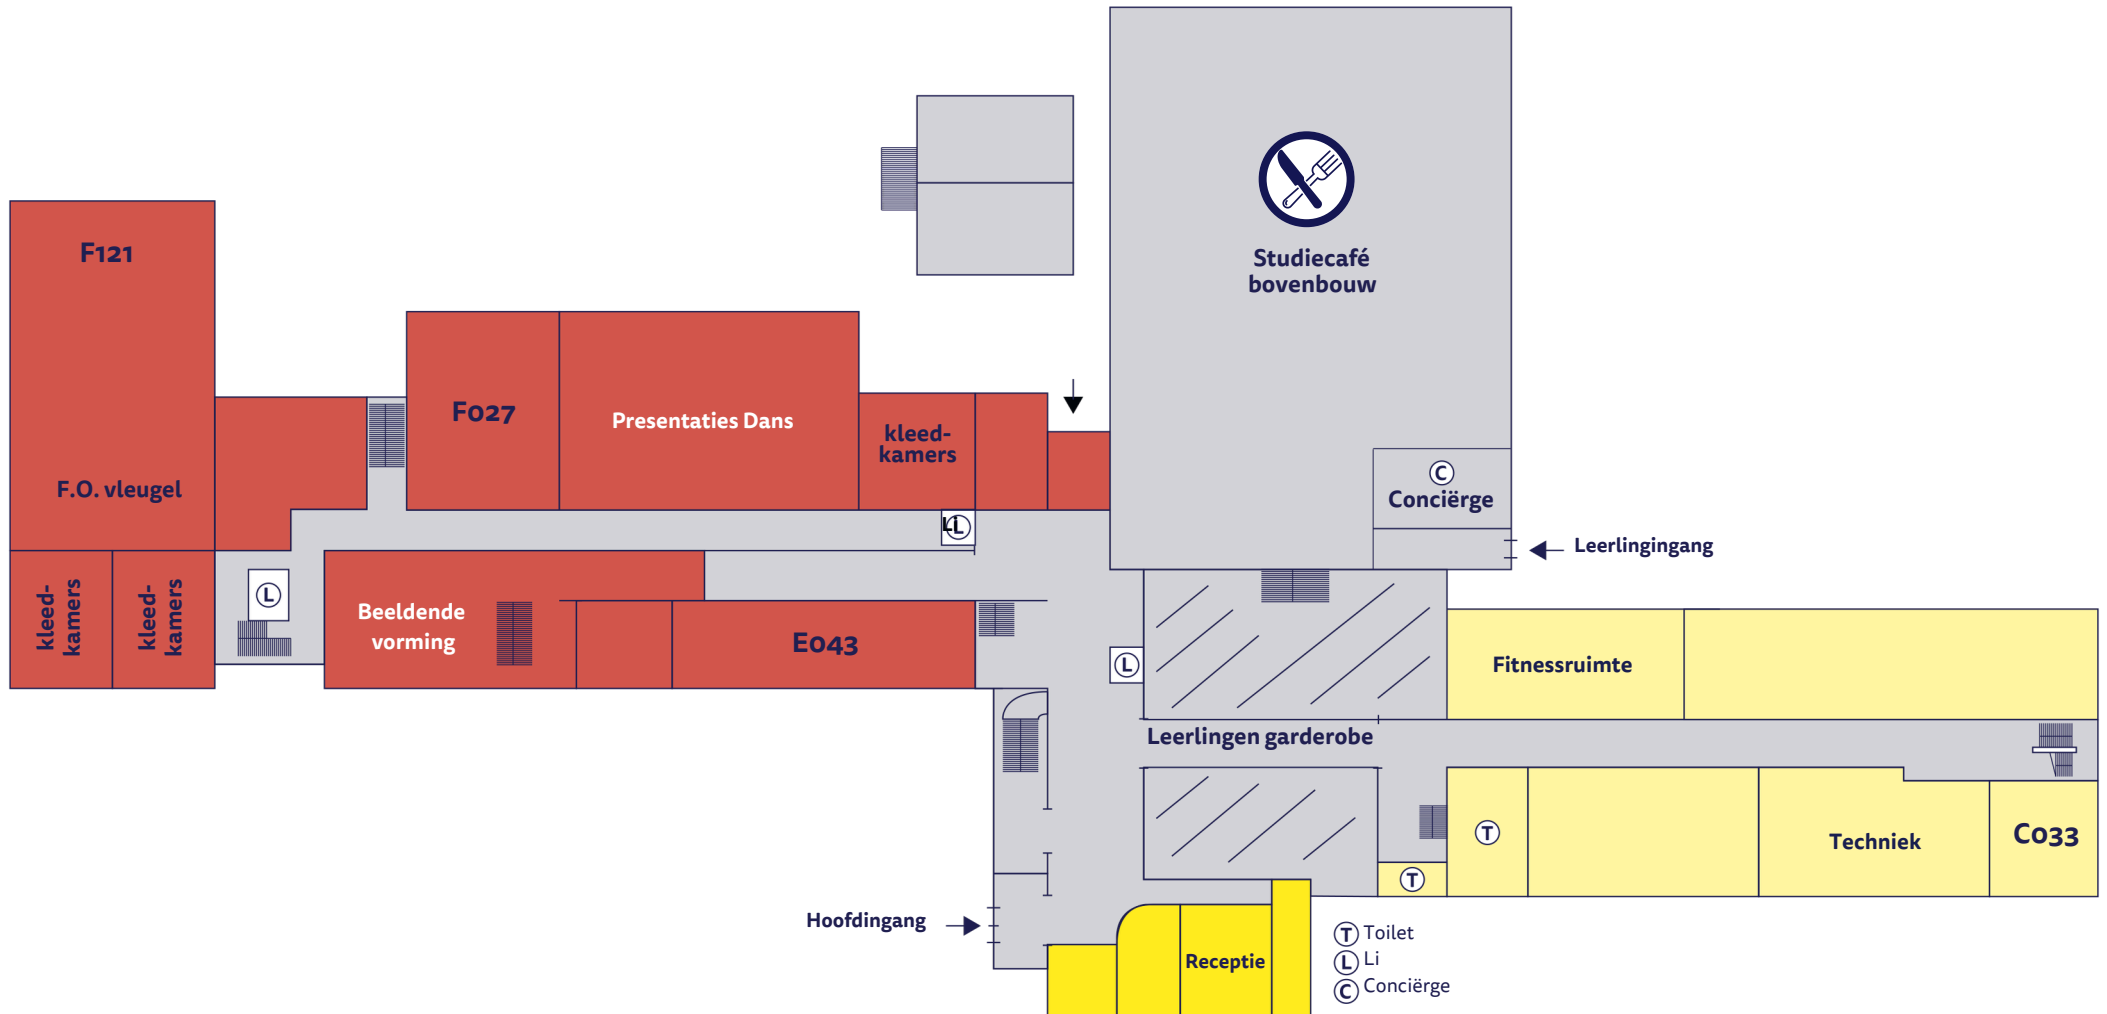 Studiecafé
bovenbouw
F121
F027
Presentaties Dans
kleed-
kamers
C
Conciërge
F.O. vleugel
Li
L
Leerlingingang
kleed-
kamers
kleed-
kamers
L
Beeldende
vorming
E043
L
Fitnessruimte
Leerlingen garderobe
T
Techniek
C033
T
Hoofdingang
Receptie
T Toilet
L Li
C Conciërge